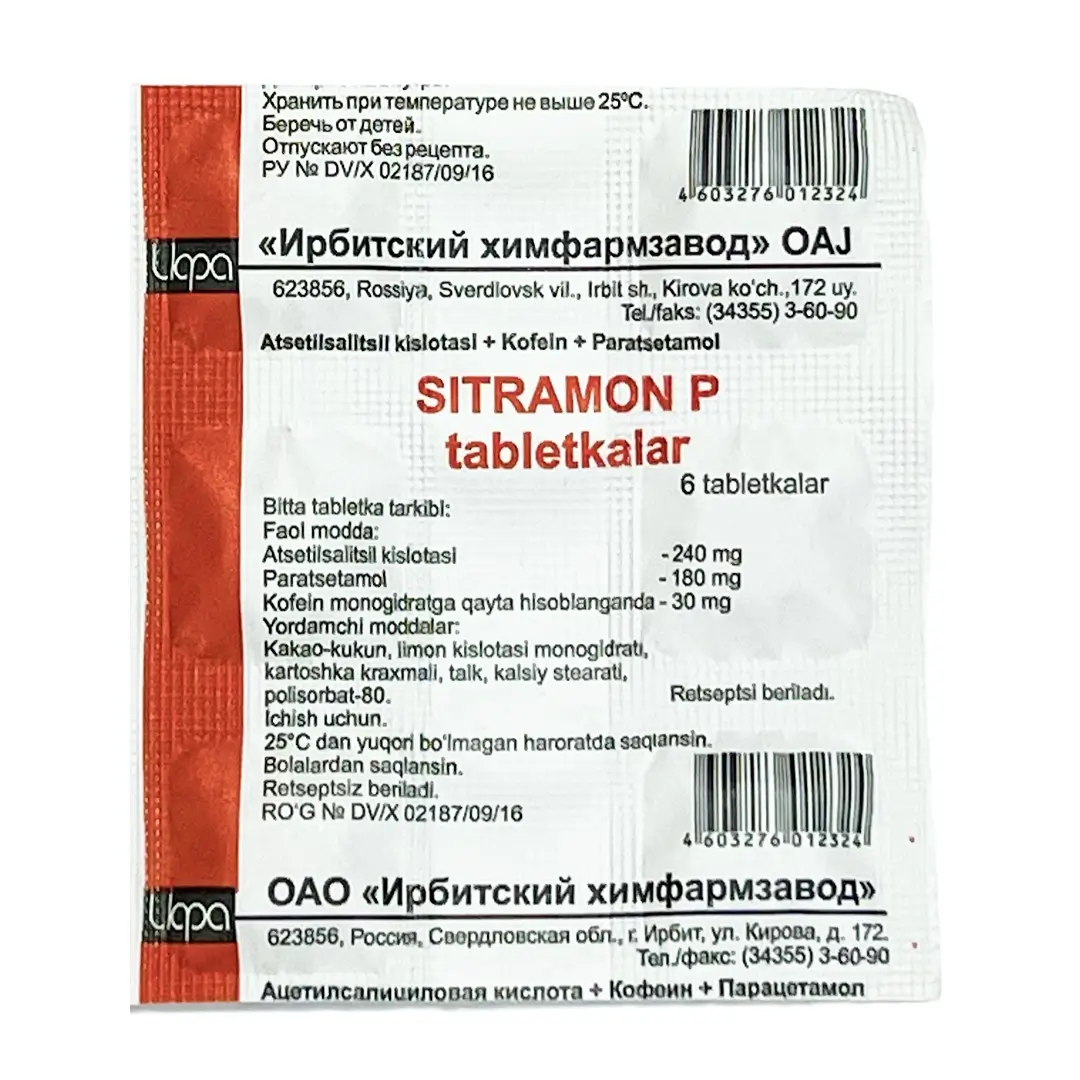 Хранить при температуре не выше 25°C.
Беречь от детей.
Отпускают без рецепта.
РУ № DV/X 02187/09/16
4 603276 012324
«Ирбитский химфармзавод» OAJ
623856, Rossiya, Sverdlovsk vil., Irbit sh., Kirova ko'ch.,172 uy.
Tel./faks: (34355) 3-60-90
Atsetilsalitsil kislotasi + Kofein + Paratsetamol
SITRAMON P
tabletkalar
6 tabletkalar
Bitta tabletka tarkibi:
Faol modda:
Atsetilsalitsil kislotasi - 240 mg
Paratsetamol - 180 mg
Kofein monogidratga qayta hisoblanganda - 30 mg
Yordamchi moddalar:
Kakao-kukun, limon kislotasi monogidrati,
kartoshka kraxmali, talk, kalsiy stearati,
polisorbat-80.
Retseptsi beriladi.
Ichish uchun.
25°C dan yuqori bo'lmagan haroratda saqlansin.
Bolalardan saqlansin.
Retseptsiz beriladi.
RO'G № DV/X 02187/09/16
4 603276 012324
ОАО «Ирбитский химфармзавод»
623856, Россия, Свердловская обл., г. Ирбит, ул. Кирова, д. 172.
Тел./факс: (34355) 3-60-90
Ацетилсалициловая кислота + Кофеин + Парацетамол